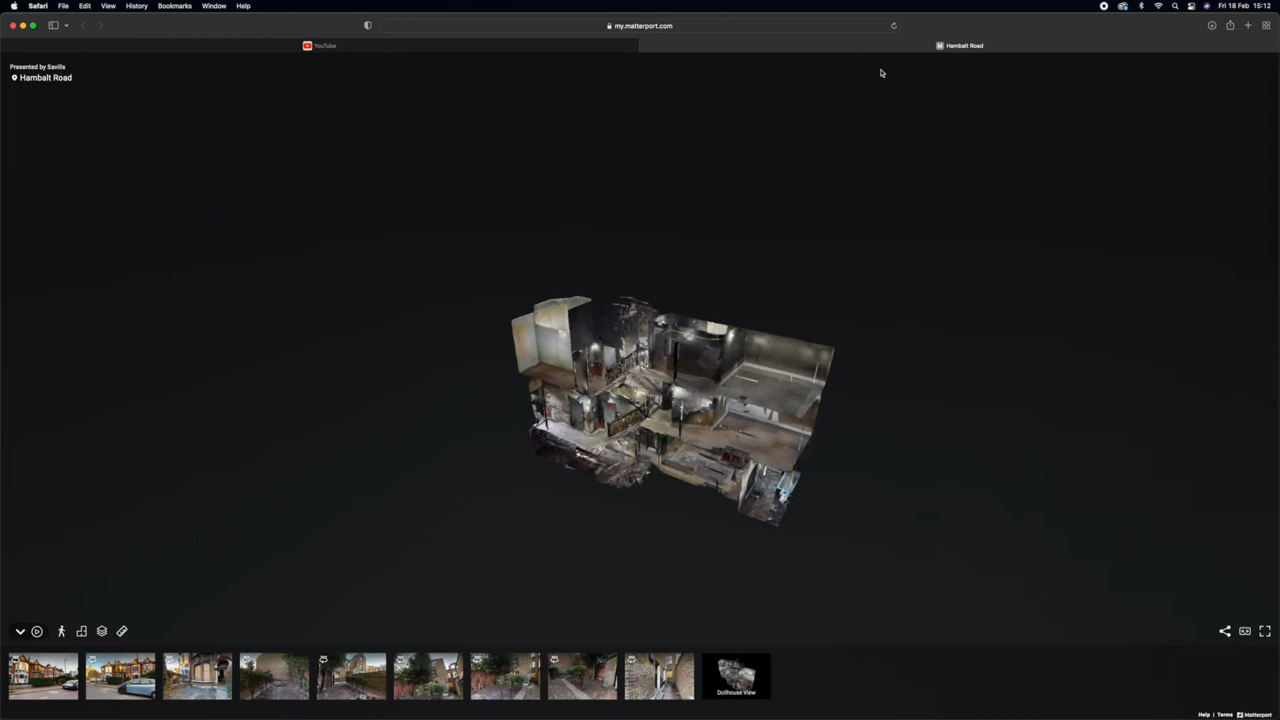 Safari File Edit View History Bookmarks Window Help
Fri 18 Feb 15:12
my.matterport.com
YouTube
M Hambalt Road
Presented by Savills
Hambalt Road
Dollhouse View
Help | Terms Matterport